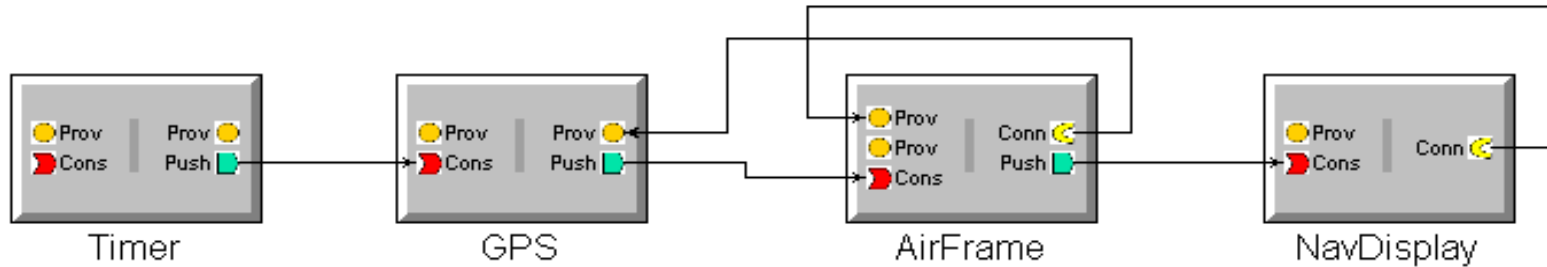 Prov Prov
Cons Push
Timer
Prov Prov
Cons Push
GPS
Prov Conn
Prov Push
Cons
AirFrame
Prov Conn
Cons
NavDisplay